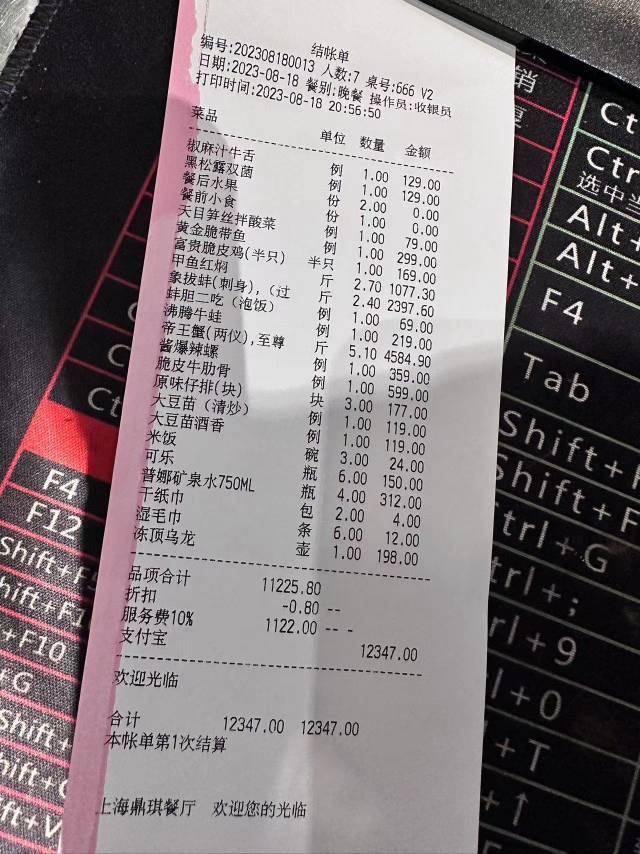 结帐单
编号:202308180013 人数:7 桌号:666 V2
日期:2023-08-18 餐别:晚餐 操作员:收银员
打印时间:2023-08-18 20:56:50
菜品 单位 数量 金额
椒麻汁牛舌 例 1.00 129.00
黑松露双菌 例 1.00 129.00
餐后水果 份 2.00 0.00
餐前小食 份 1.00 0.00
天目笋丝拌酸菜 例 1.00 79.00
黄金脆带鱼 例 1.00 299.00
富贵脆皮鸡(半只) 半只 1.00 169.00
甲鱼红焖 斤 2.70 1077.30
象拔蚌(刺身),(过 斤 2.40 2397.60
蚌胆二吃（泡饭） 例 1.00 69.00
沸腾牛蛙 例 1.00 219.00
帝王蟹(两仪),至尊 斤 5.10 4584.90
酱爆辣螺 例 1.00 359.00
脆皮牛肋骨 例 1.00 599.00
原味仔排(块) 块 3.00 177.00
大豆苗（清炒） 例 1.00 119.00
大豆苗酒香 例 1.00 119.00
米饭 碗 3.00 24.00
可乐 瓶 6.00 150.00
普娜矿泉水750ML 瓶 4.00 312.00
干纸巾 包 2.00 4.00
湿毛巾 条 6.00 12.00
冻顶乌龙 壶 1.00 198.00
品项合计 11225.80
折扣 -0.80 --
服务费10% 1122.00 -- -
支付宝 12347.00
欢迎光临
合计 12347.00 12347.00
本帐单第1次结算
上海鼎琪餐厅 欢迎您的光临
F4
F12
Shift+F
+F10
+G
Shift+
Ctrl
选中
Alt+
Alt+
F4
Tab
Shift+F
Shift+F
trl+G
trl+;
rl+9
l+0
+T
+↑